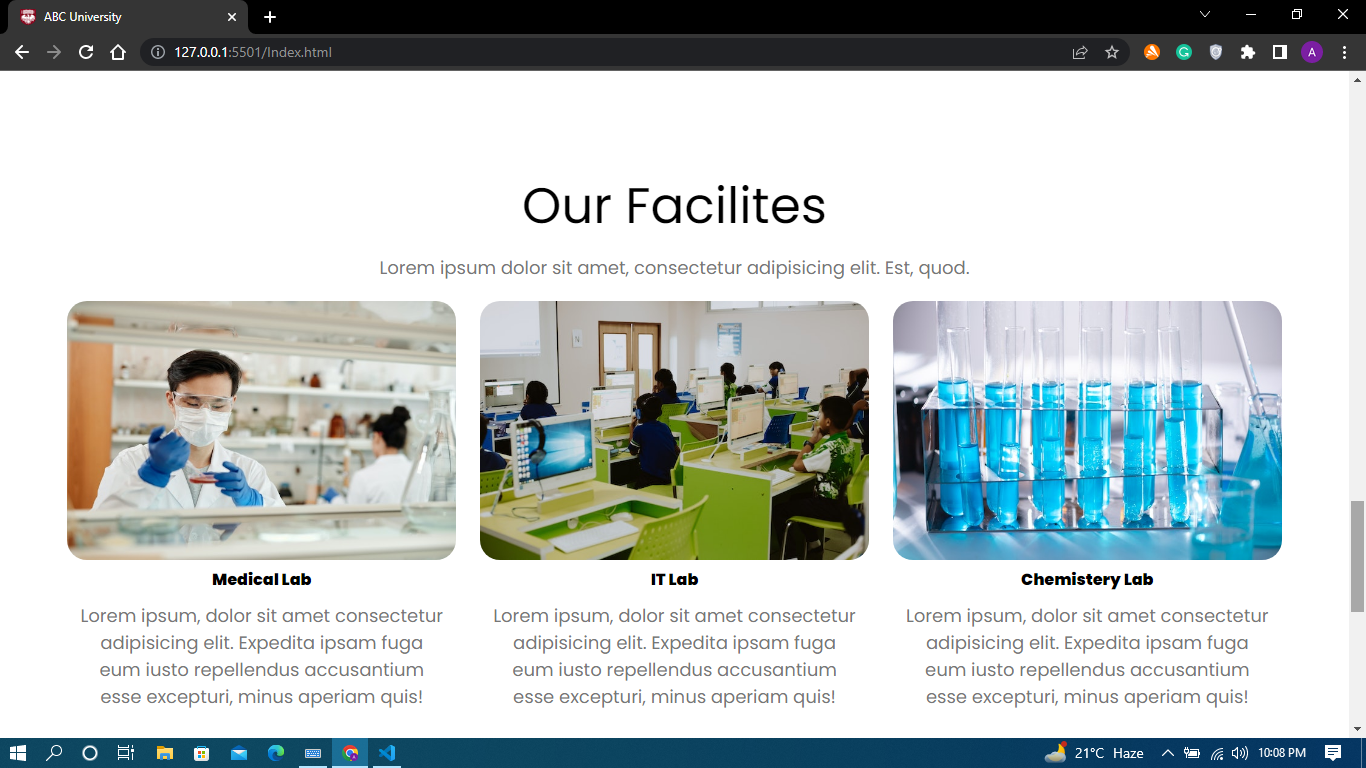 ABC University
127.0.0.1:5501/Index.html
A
Our Facilites
Lorem ipsum dolor sit amet, consectetur adipisicing elit. Est, quod.
Medical Lab
Lorem ipsum, dolor sit amet consectetur
adipisicing elit. Expedita ipsam fuga
eum iusto repellendus accusantium
esse excepturi, minus aperiam quis!
IT Lab
Lorem ipsum, dolor sit amet consectetur
adipisicing elit. Expedita ipsam fuga
eum iusto repellendus accusantium
esse excepturi, minus aperiam quis!
Chemistery Lab
Lorem ipsum, dolor sit amet consectetur
adipisicing elit. Expedita ipsam fuga
eum iusto repellendus accusantium
esse excepturi, minus aperiam quis!
21°C Haze
10:08 PM